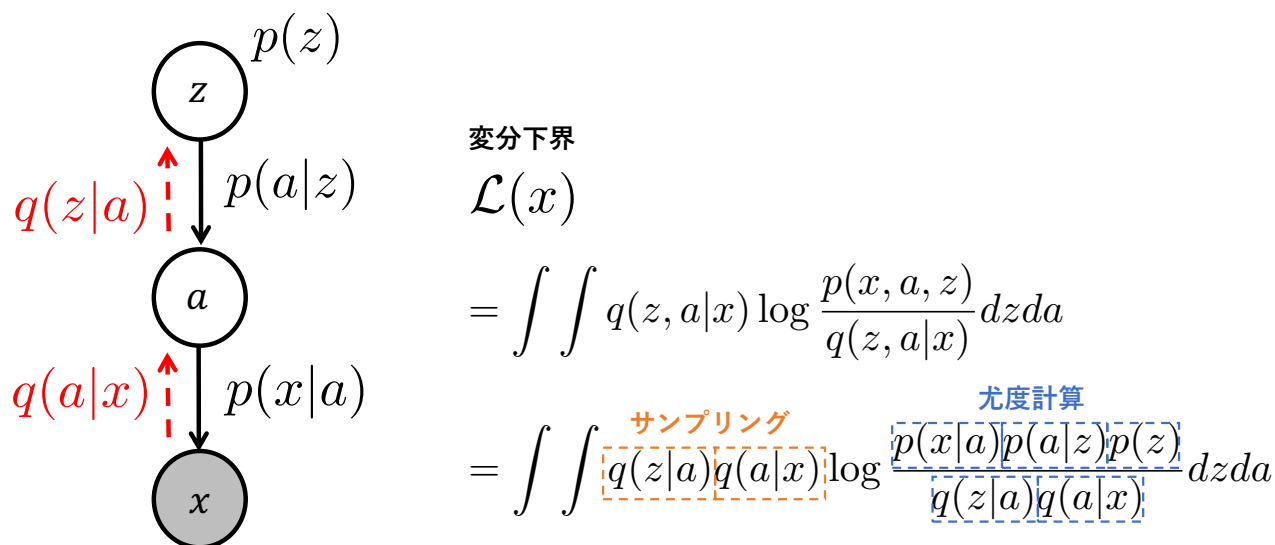 p(z)
z
q(z|a)
p(a|z)
a
q(a|x)
p(x|a)
x
変分下界
ℒ(x)
= ∫ ∫ q(z, a|x) log p(x, a, z) / q(z, a|x) dzda
サンプリング
尤度計算
= ∫ ∫ q(z|a)q(a|x) log p(x|a)p(a|z)p(z) / q(z|a)q(a|x) dzda